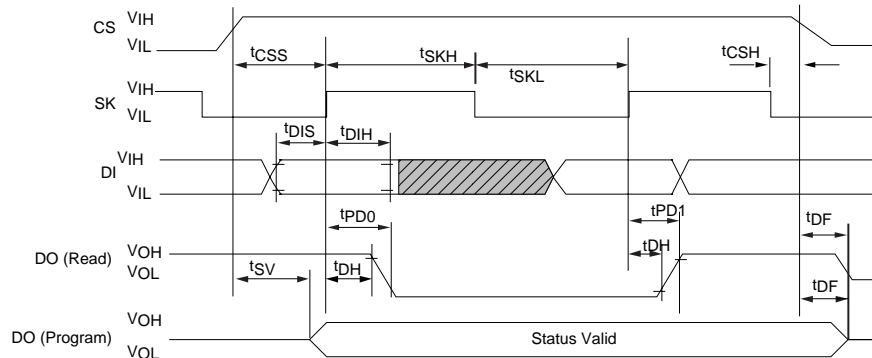 CS VIH
VIL
tCSS tSKH tSKL tCSH
SK VIH
VIL
tDIS tDIH
DI VIH
VIL
tPD0 tPD1 tDF
DO (Read) VOH
VOL
tSV tDH tDH tDF
DO (Program) VOH
VOL
Status Valid